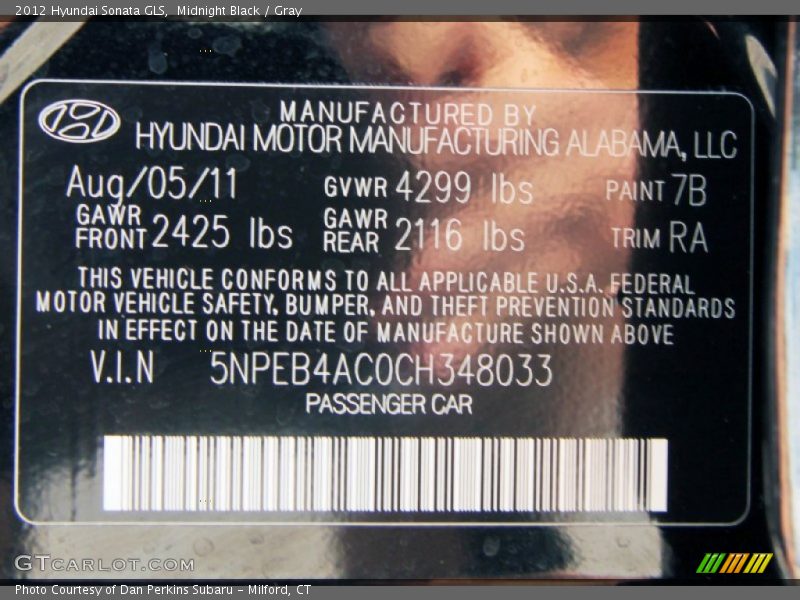 2012 Hyundai Sonata GLS,  Midnight Black / Gray
MANUFACTURED BY
HYUNDAI MOTOR MANUFACTURING ALABAMA, LLC
Aug/05/11 GVWR 4299 lbs PAINT 7B
GAWR FRONT 2425 lbs GAWR REAR 2116 lbs TRIM RA
THIS VEHICLE CONFORMS TO ALL APPLICABLE U.S.A. FEDERAL
MOTOR VEHICLE SAFETY, BUMPER, AND THEFT PREVENTION STANDARDS
IN EFFECT ON THE DATE OF MANUFACTURE SHOWN ABOVE
V.I.N 5NPEB4AC0CH348033
PASSENGER CAR
GTCARLOT.COM
Photo Courtesy of Dan Perkins Subaru - Milford, CT